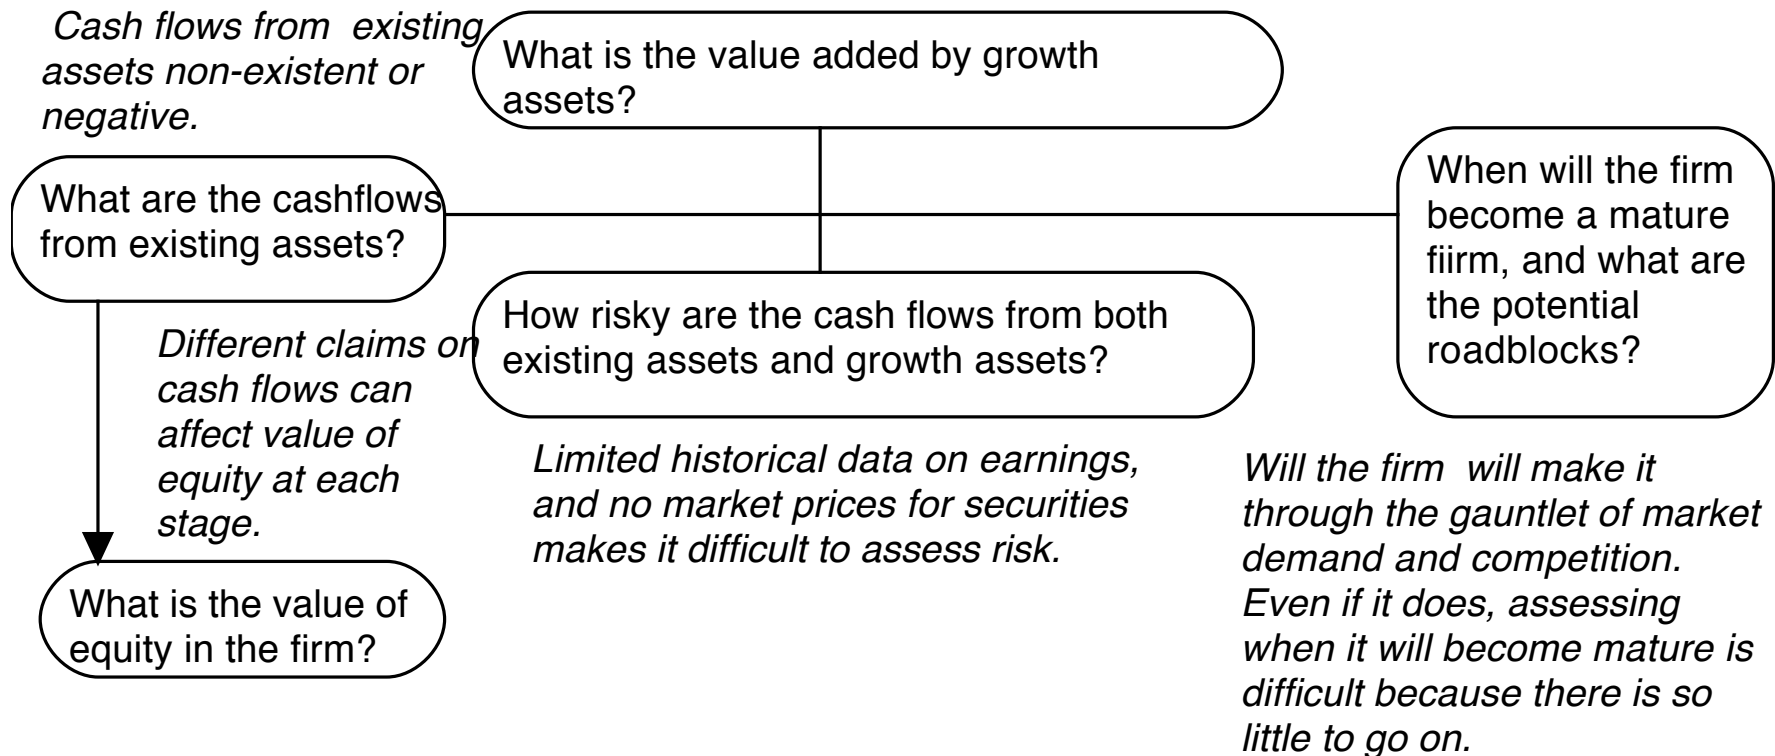 Cash flows from  existing
assets non-existent or
negative.
What is the value added by growth
assets?
What are the cashflows
from existing assets?
When will the firm
become a mature
fiirm, and what are
the potential
roadblocks?
Different claims on
cash flows can
affect value of
equity at each
stage.
How risky are the cash flows from both
existing assets and growth assets?
Limited historical data on earnings,
and no market prices for securities
makes it difficult to assess risk.
Will the firm  will make it
through the gauntlet of market
demand and competition.
Even if it does, assessing
when it will become mature is
difficult because there is so
little to go on.
What is the value of
equity in the firm?